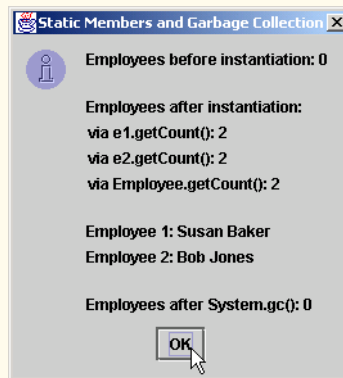 Static Members and Garbage Collection
Employees before instantiation: 0
Employees after instantiation:
via e1.getCount(): 2
via e2.getCount(): 2
via Employee.getCount(): 2
Employee 1: Susan Baker
Employee 2: Bob Jones
Employees after System.gc(): 0
OK